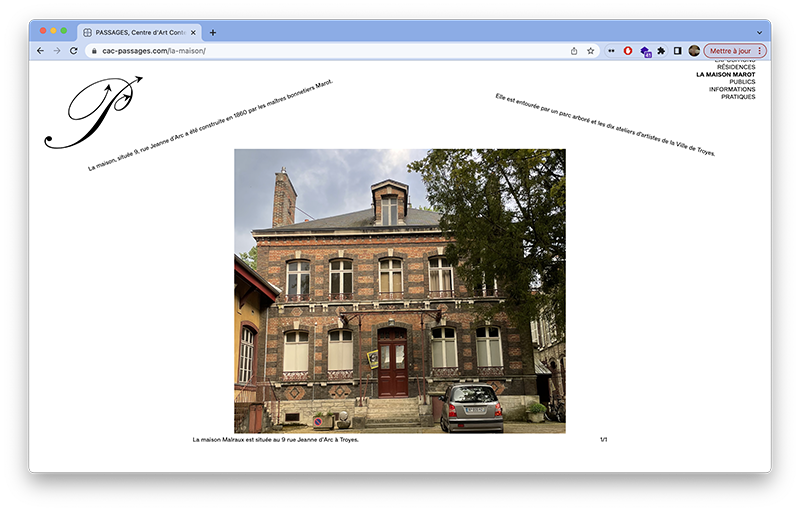 PASSAGES, Centre d'Art Conte
cac-passages.com/la-maison/
41
Mettre à jour
EXPOSITIONS
RÉSIDENCES
LA MAISON MAROT
PUBLICS
INFORMATIONS
PRATIQUES
P
La maison, située 9, rue Jeanne d'Arc a été construite en 1860 par les maîtres bonnetiers Marot.
Elle est entourée par un parc arboré et les dix ateliers d'artistes de la Ville de Troyes.
La maison Malraux est située au 9 rue Jeanne d'Arc à Troyes.
1/1